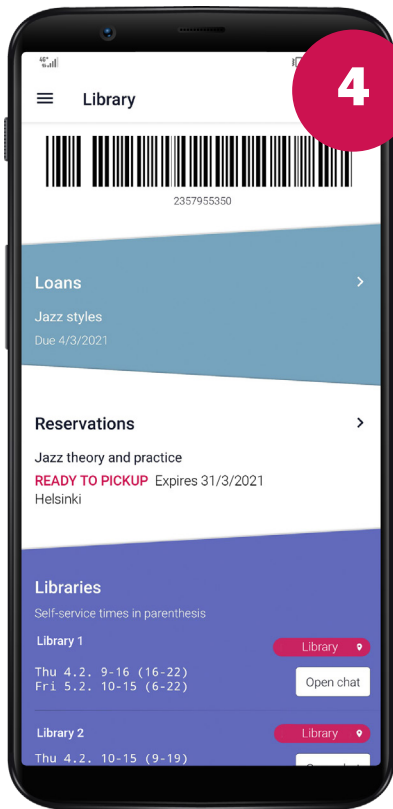 4G+
4
Library
2357955350
Loans
Jazz styles
Due 4/3/2021
Reservations
Jazz theory and practice
READY TO PICKUP Expires 31/3/2021
Helsinki
Libraries
Self-service times in parenthesis
Library 1
Library
Thu 4.2. 9-16 (16-22)
Fri 5.2. 10-15 (6-22)
Open chat
Library 2
Library
Thu 4.2. 10-15 (9-19)